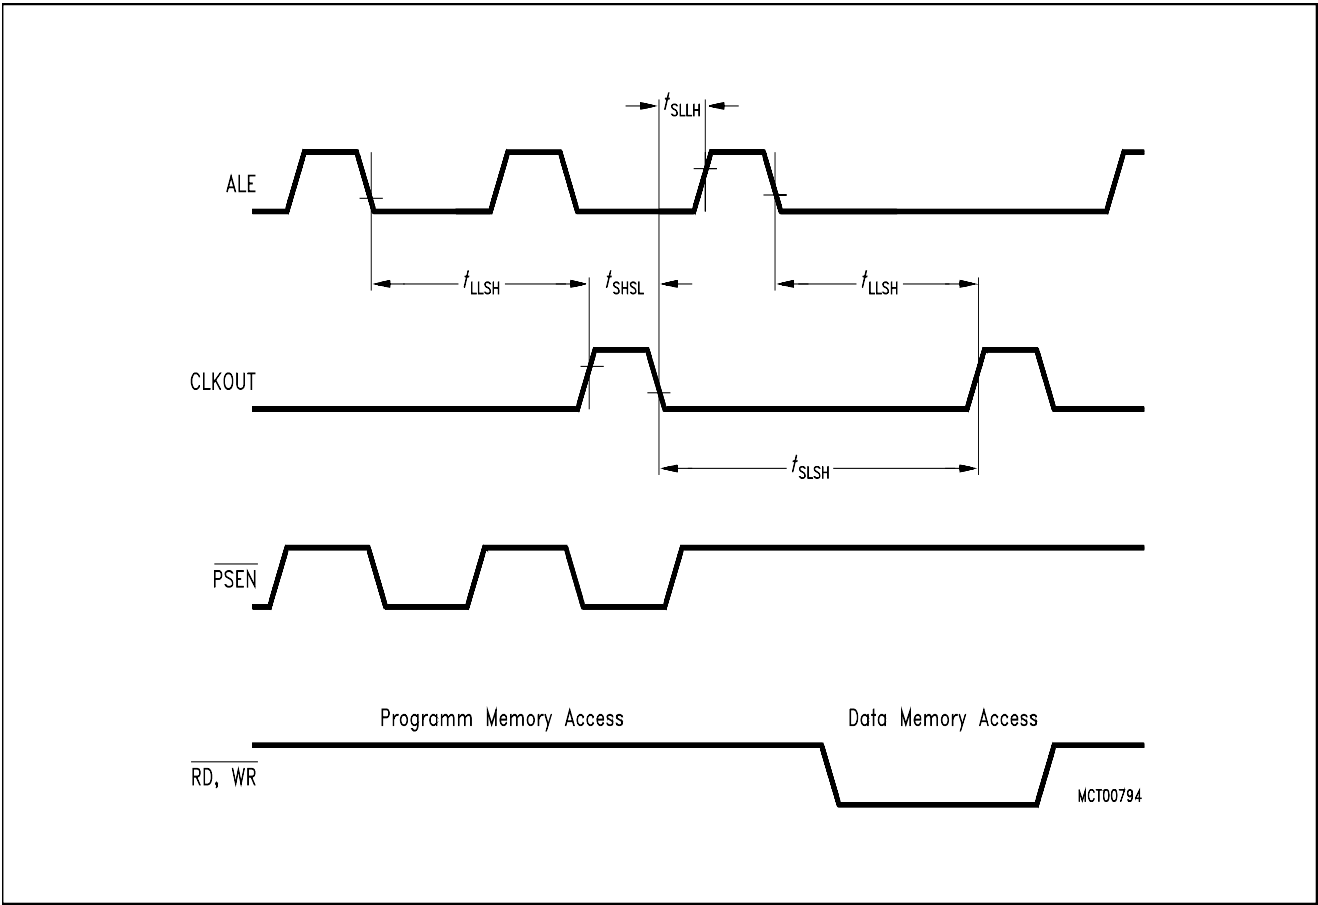 tSLLH
ALE
tLLSH
tSHSL
tLLSH
CLKOUT
tSLSH
PSEN
Programm Memory Access
Data Memory Access
RD, WR
MCT00794